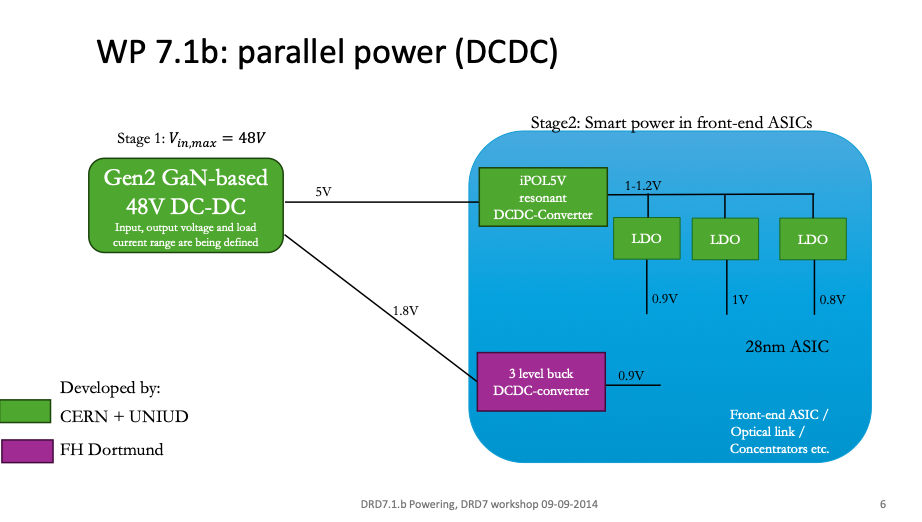 WP 7.1b: parallel power (DCDC)
Stage 1: V_in,max = 48V
Gen2 GaN-based
48V DC-DC
Input, output voltage and load
current range are being defined
5V
1.8V
Stage2: Smart power in front-end ASICs
iPOL5V
resonant
DCDC-Converter
1-1.2V
LDO
LDO
LDO
0.9V
1V
0.8V
28nm ASIC
3 level buck
DCDC-converter
0.9V
Front-end ASIC /
Optical link /
Concentrators etc.
Developed by:
CERN + UNIUD
FH Dortmund
DRD7.1.b Powering, DRD7 workshop 09-09-2014
6